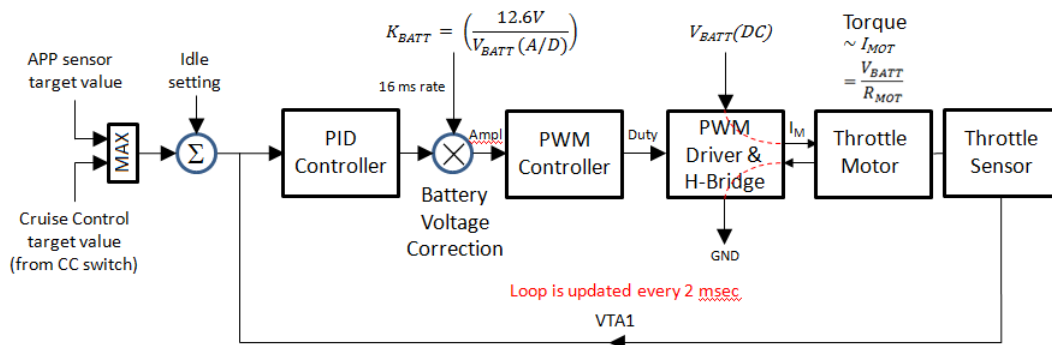 K_BATT = (12.6V / V_BATT(A/D))
V_BATT(DC)
Torque
~ I_MOT
= V_BATT / R_MOT
APP sensor
target value
Idle
setting
16 ms rate
MAX
Σ
PID
Controller
×
Ampl
PWM
Controller
Duty
PWM
Driver &
H-Bridge
I_M
Throttle
Motor
Throttle
Sensor
Battery
Voltage
Correction
Cruise Control
target value
(from CC switch)
GND
Loop is updated every 2 msec
VTA1